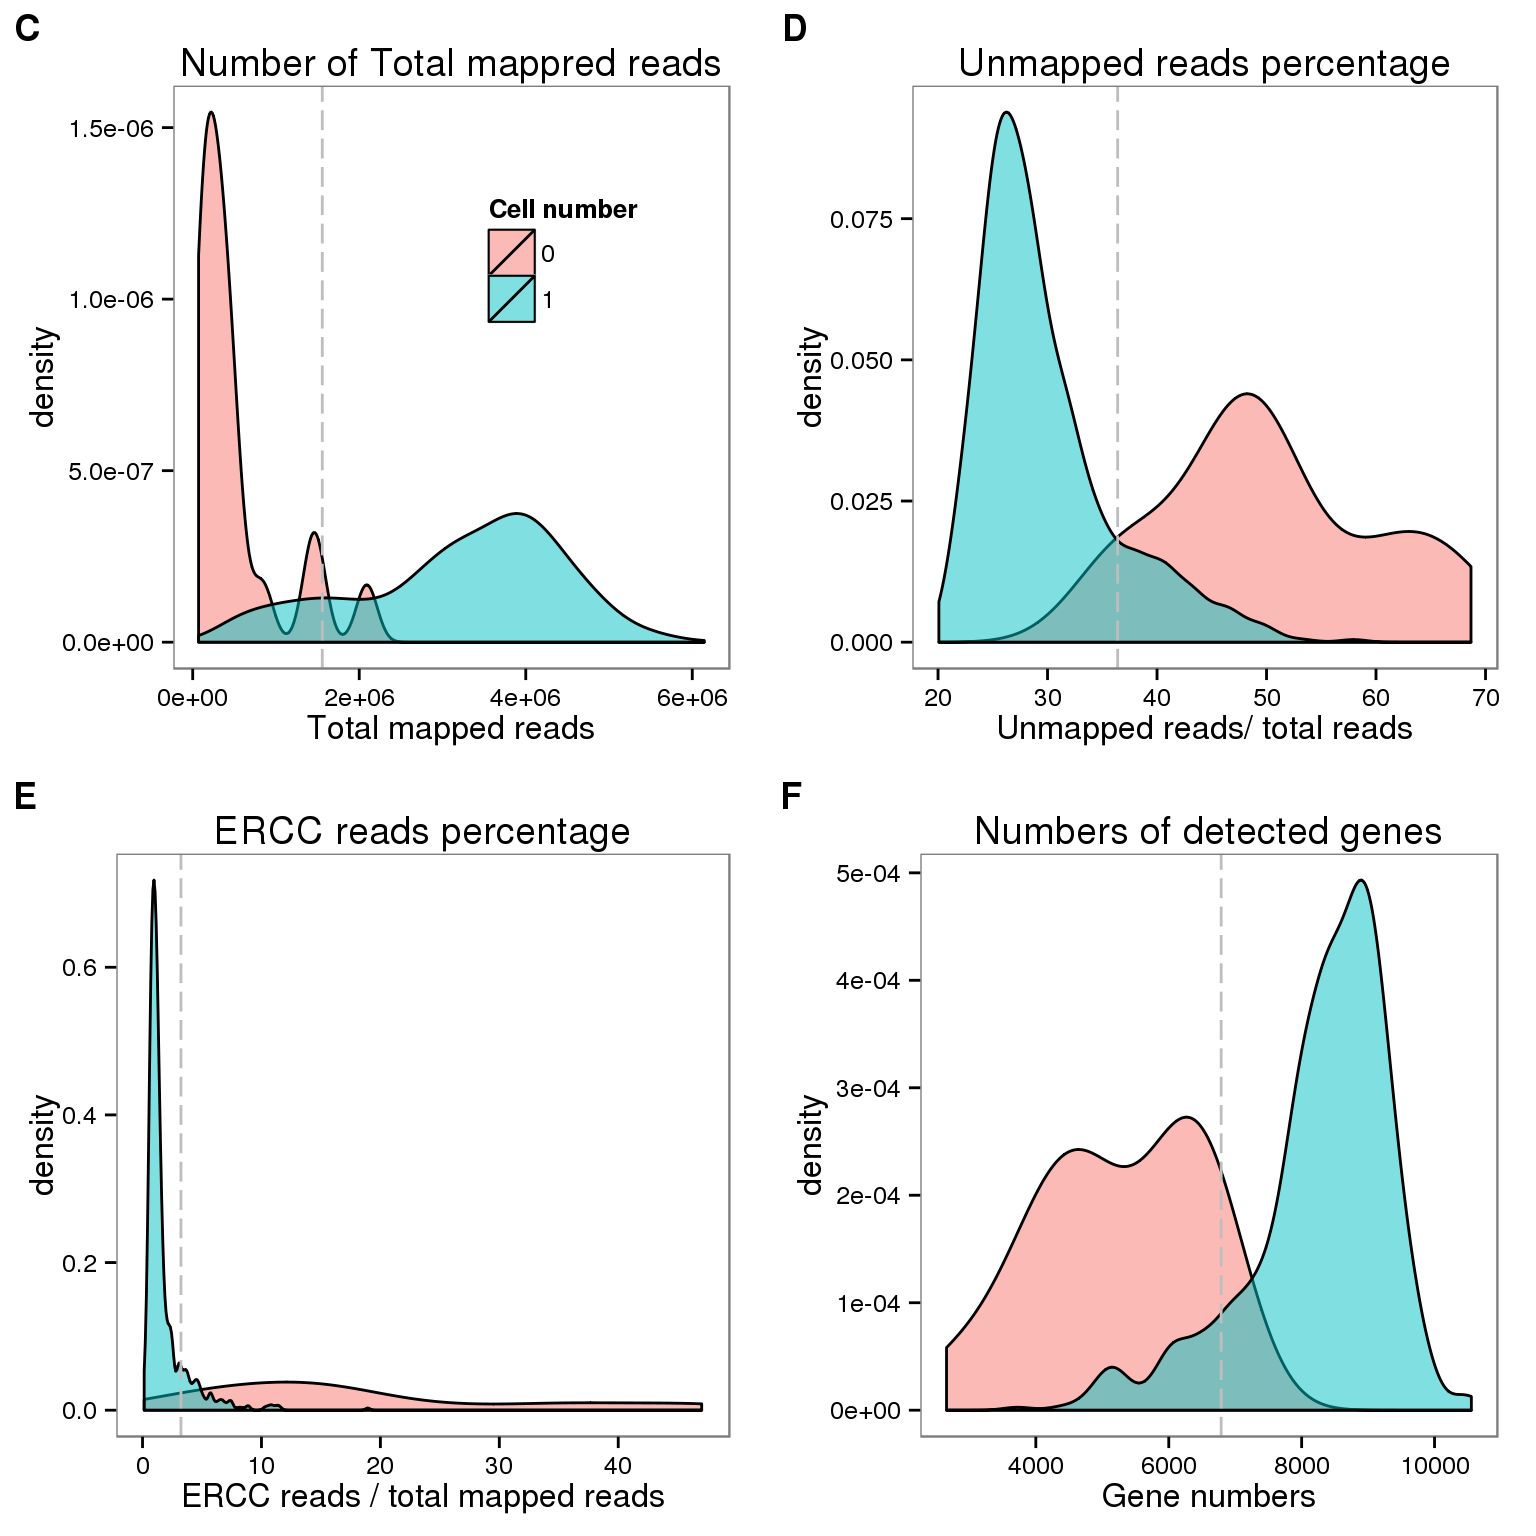 C
Number of Total mappred reads
density
1.5e-06
1.0e-06
5.0e-07
0.0e+00
Cell number
0
1
0e+00 2e+06 4e+06 6e+06
Total mapped reads
D
Unmapped reads percentage
density
0.075
0.050
0.025
0.000
20 30 40 50 60 70
Unmapped reads/ total reads
E
ERCC reads percentage
density
0.6
0.4
0.2
0.0
0 10 20 30 40
ERCC reads / total mapped reads
F
Numbers of detected genes
density
5e-04
4e-04
3e-04
2e-04
1e-04
0e+00
4000 6000 8000 10000
Gene numbers